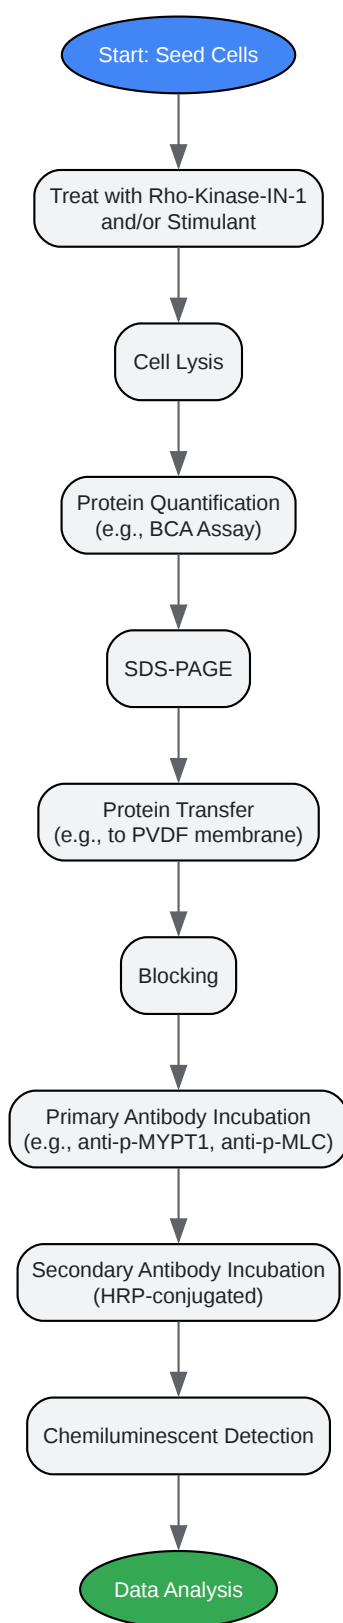 Start: Seed Cells
Treat with Rho-Kinase-IN-1
and/or Stimulant
Cell Lysis
Protein Quantification
(e.g., BCA Assay)
SDS-PAGE
Protein Transfer
(e.g., to PVDF membrane)
Blocking
Primary Antibody Incubation
(e.g., anti-p-MYPT1, anti-p-MLC)
Secondary Antibody Incubation
(HRP-conjugated)
Chemiluminescent Detection
Data Analysis